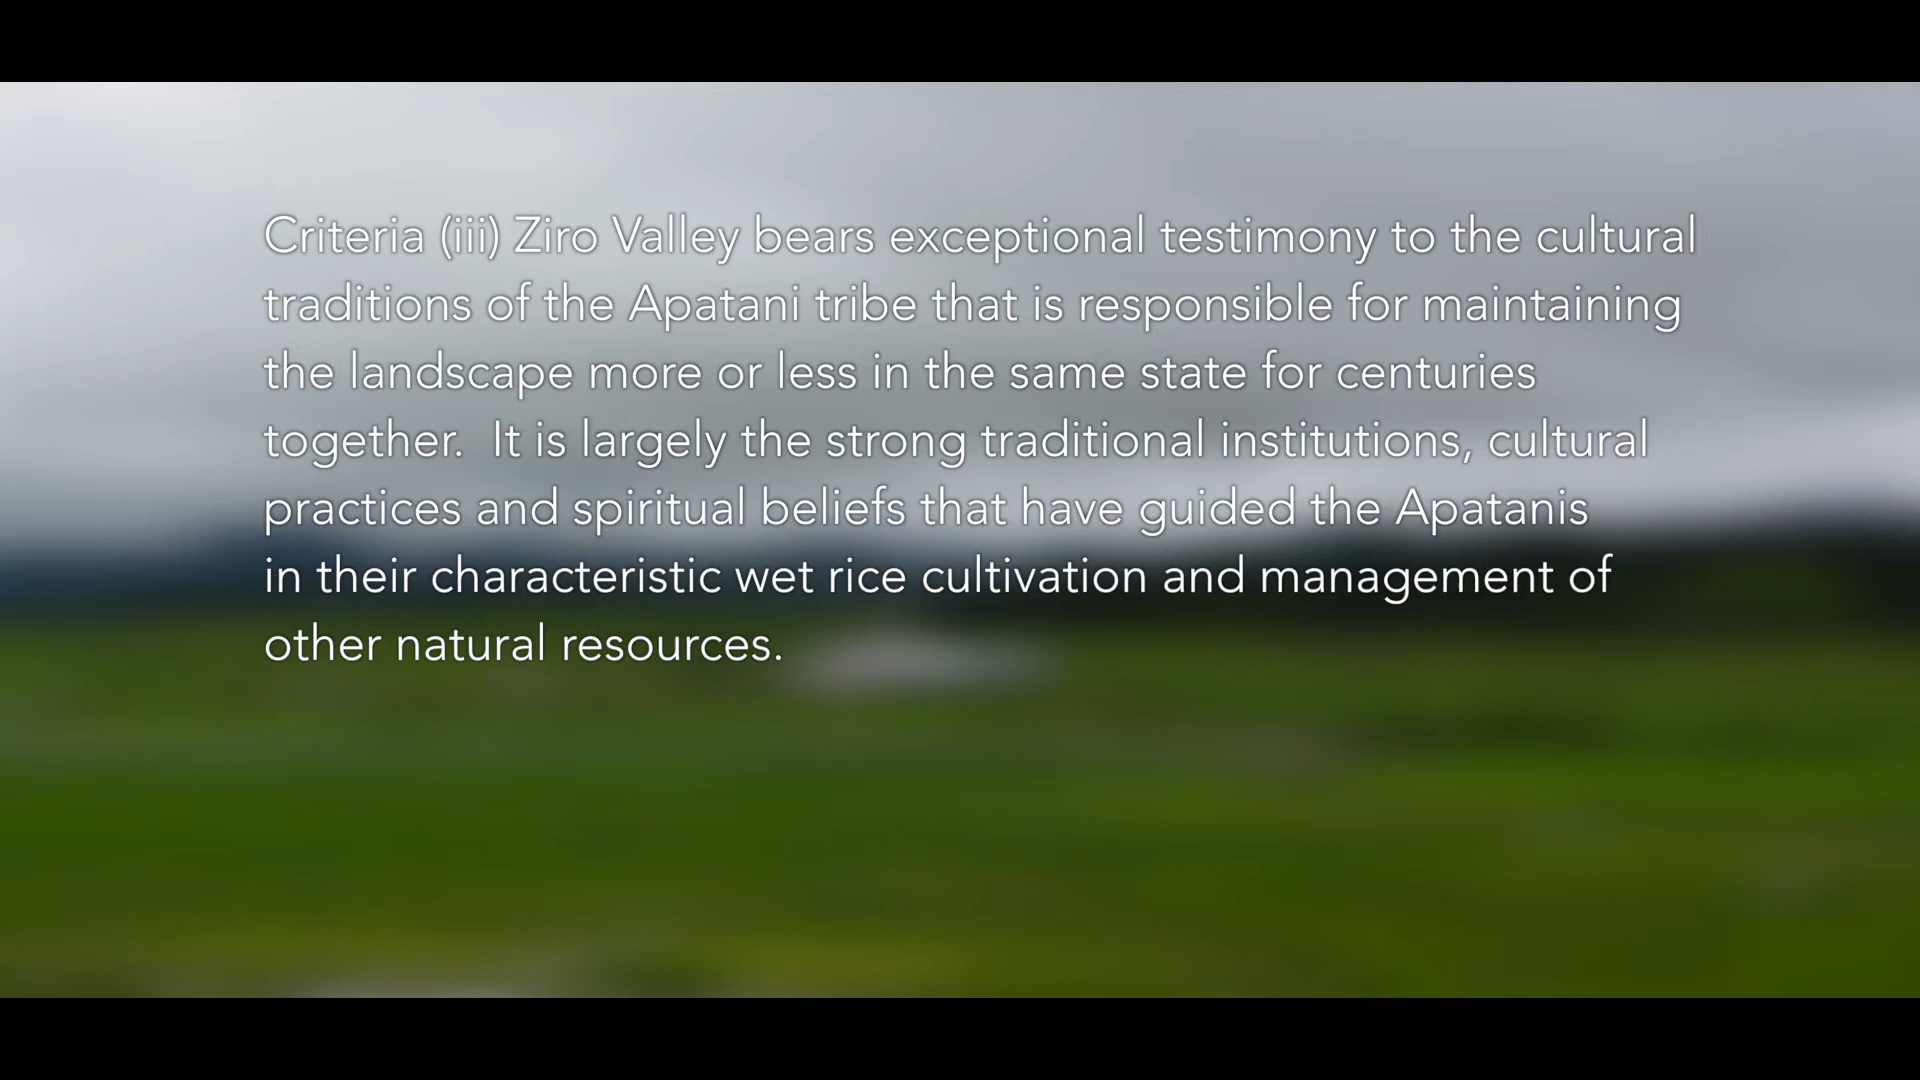 Criteria (iii) Ziro Valley bears exceptional testimony to the cultural
traditions of the Apatani tribe that is responsible for maintaining
the landscape more or less in the same state for centuries
together.  It is largely the strong traditional institutions, cultural
practices and spiritual beliefs that have guided the Apatanis
in their characteristic wet rice cultivation and management of
other natural resources.